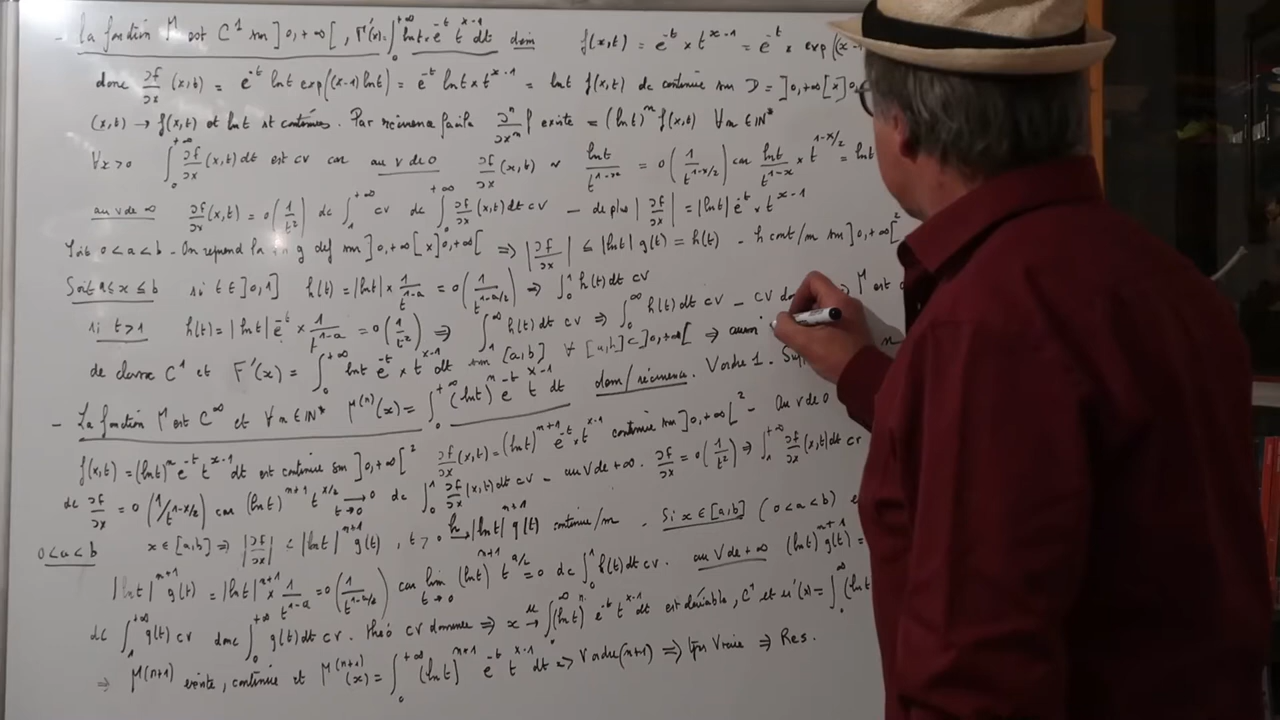 - la fonction Γ est C¹ sur ]0,+∞[, Γ'(x) = ∫₀^{+∞} ln t · e^{-t} t^{x-1} dt dem f(x,t) = e^{-t} × t^{x-1} = e^{-t} × exp((x-1
donc ∂f/∂x (x,t) = e^{-t} ln t exp((x-1) ln t) = e^{-t} ln t × t^{x-1} = ln t f(x,t) dc continue sur D = ]0,+∞[ × ]0,
(x,t) → f(x,t) et ln t st continues. Par récurrence facile ∂ⁿf/∂xⁿ existe = (ln t)ⁿ f(x,t) ∀n ∈ ℕ*
∀x>0 ∫₀^{+∞} ∂f/∂x (x,t) dt est cv car au v de 0 ∂f/∂x (x,t) ~ ln t / t^{1-x} = o(1/t^{1-x/2}) car ln t / t^{1-x} × t^{1-x/2} = ln t
au v de ∞ ∂f/∂x (x,t) = o(1/t²) dc ∫₁^{+∞} cv dc ∫₀^{+∞} ∂f/∂x (x,t) dt cv - de plus |∂f/∂x| = |ln t| e^{-t} × t^{x-1}
Soit 0<a<b - On reprend la g def sur ]0,+∞[ × ]0,+∞[ ⇒ |∂f/∂x| ≤ |ln t| g(t) = h(t) - h cont/m sur ]0,+∞[²
Soit a≤x≤b si t ∈ ]0,1] h(t) = |ln t| × 1/t^{1-a} = o(1/t^{1-a/2}) ⇒ ∫₀¹ h(t) dt cv
si t>1 h(t) = |ln t| e^{-t} × 1/t^{1-a} = o(1/t²) ⇒ ∫₁^∞ h(t) dt cv ⇒ ∫₀^∞ h(t) dt cv - CV Γ est
de classe C¹ et Γ'(x) = ∫₀^{+∞} ln t e^{-t} × t^{x-1} dt sur [a,b] ∀ [a,b] ⊂ ]0,+∞[ ⇒ aussi
- La fonction Γ est C^∞ et ∀n ∈ ℕ* Γ^{(n)}(x) = ∫₀^{+∞} (ln t)ⁿ e^{-t} t^{x-1} dt dem/récurrence. V ordre 1. n
f(x,t) = (ln t)ⁿ e^{-t} t^{x-1} dt est continue sur ]0,+∞[² ∂f/∂x (x,t) = (ln t)^{n+1} e^{-t} × t^{x-1} continue sur ]0,+∞[² - au v de 0
dc ∂f/∂x = o(1/t^{1-x/2}) car (ln t)^{n+1} t^{x/2} → 0 t→0 dc ∫₀¹ ∂f/∂x (x,t) dt cv - au V de +∞. ∂f/∂x = o(1/t²) ⇒ ∫₁^{+∞} ∂f/∂x (x,t) dt cv
0<a<b x ∈ [a,b] ⇒ |∂f/∂x| < |ln t|^{n+1} g(t), t>0 h → |ln t|^{n+1} g(t) continue/m - Si x ∈ [a,b] (0<a<b)
|ln t|^{n+1} g(t) = |ln t|^{n+1} × 1/t^{1-a} = o(1/t^{1-a/2}) car lim t→0 (ln t)^{n+1} t^{a/2} = 0 dc ∫₀¹ h(t) dt cv. au V de +∞ (ln t)^{n+1} g(t) =
dc ∫₁^{+∞} g(t) cv donc ∫₀^{+∞} g(t) dt cv. théo cv dominée ⇒ x →^u ∫₀^∞ (ln t)ⁿ e^{-t} t^{x-1} dt est dérivable, C¹ et u'(x) = ∫₀^∞ (ln t
⇒ Γ^{(n+1)} existe, continue et Γ^{(n+1)}(x) = ∫₀^{+∞} (ln t)^{n+1} e^{-t} t^{x-1} dt ⇒ V ordre (n+1) ⇒ Vraie ⇒ Res.